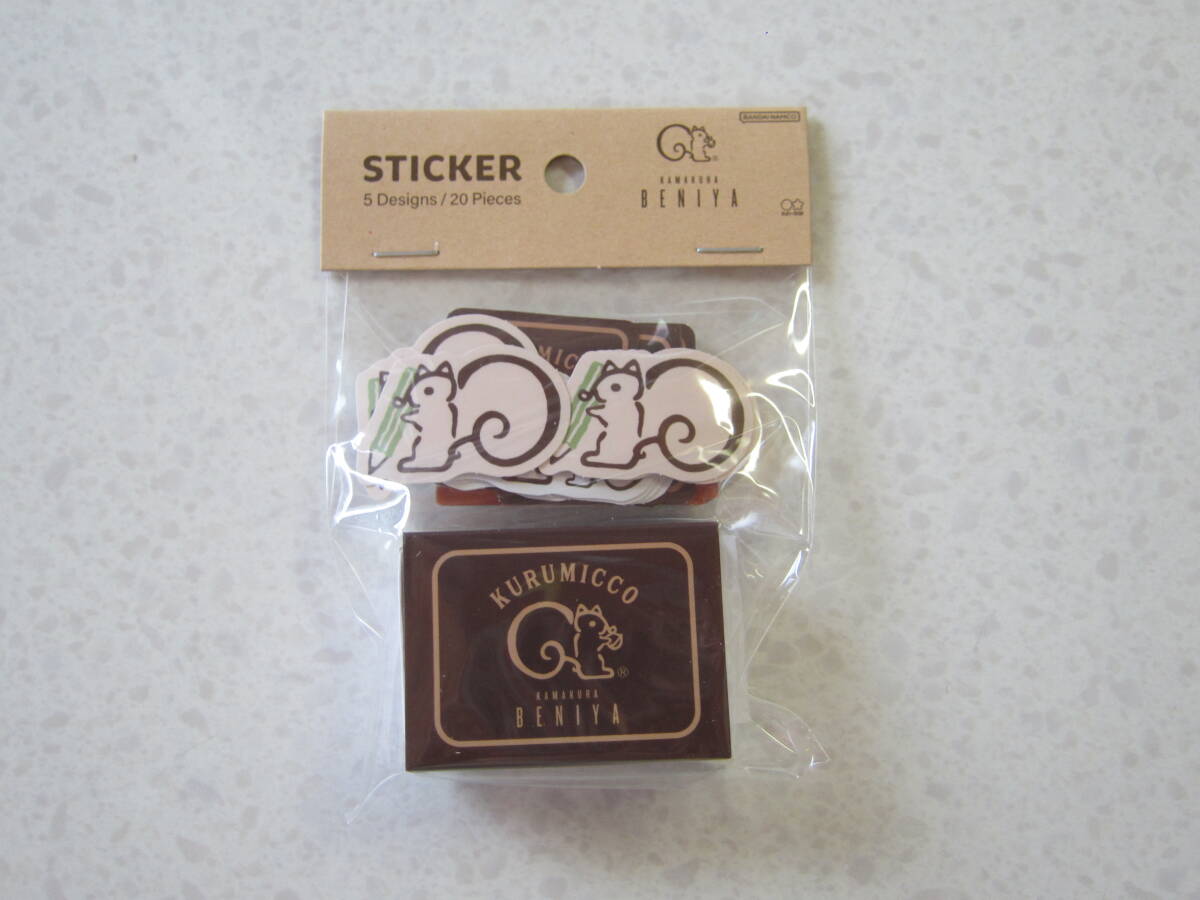 BANDAI NAMCO
STICKER
5 Designs / 20 Pieces
KAMAKURA
BENIYA
KURUMICCO
®
KAMAKURA
BENIYA